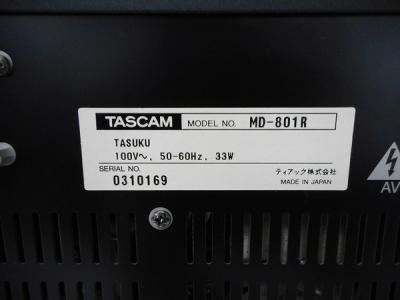 TASCAM MODEL NO. MD-801R
TASUKU
100V～, 50-60Hz, 33W
SERIAL NO.
0310169
ティアック株式会社
MADE IN JAPAN
AV